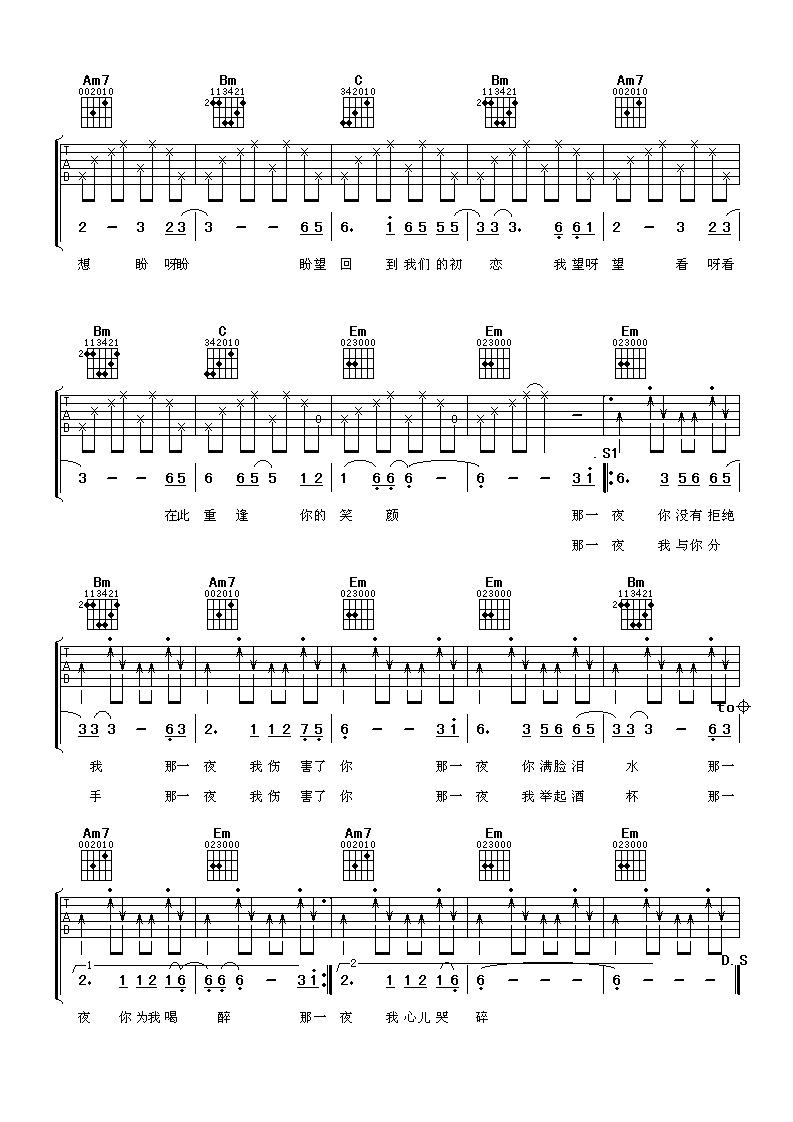 Am7 Bm C Bm Am7
002010 113421 342010 113421 002010
2 2
T A B
2 - 3 23 3 - - 65 6. i 65 55 33 3. 6 61 2 - 3 23
想 盼 呀盼 盼望 回 到 我们 的初 恋 我 望呀 望 看 呀看
Bm C Em Em Em
113421 342010 023000 023000 023000
2
T A B
0 0 -
S1
3 - - 65 6 65 5 12 1 66 6 - 6 - - 3i 6. 3 56 65
在此 重 逢 你的 笑 颜 那一 夜 你 没有 拒绝
那一 夜 我 与你 分
Bm Am7 Em Em Bm
113421 002010 023000 023000 113421
2 2
T A B
to
33 3 - 63 2. 1 12 75 6 - - 3i 6. 3 56 65 33 3 - 63
我 那一 夜 我 伤 害了 你 那一 夜 你 满脸 泪 水 那一
手 那一 夜 我 伤 害了 你 那一 夜 我 举起 酒 杯 那一
Am7 Em Am7 Em Em
002010 023000 002010 023000 023000
T A B
1 2 D.S
2. 1 12 16 66 6 - 3i 2. 1 12 16 6 - - - 6 - - -
夜 你 为我 喝 醉 那一 夜 我 心儿 哭 碎